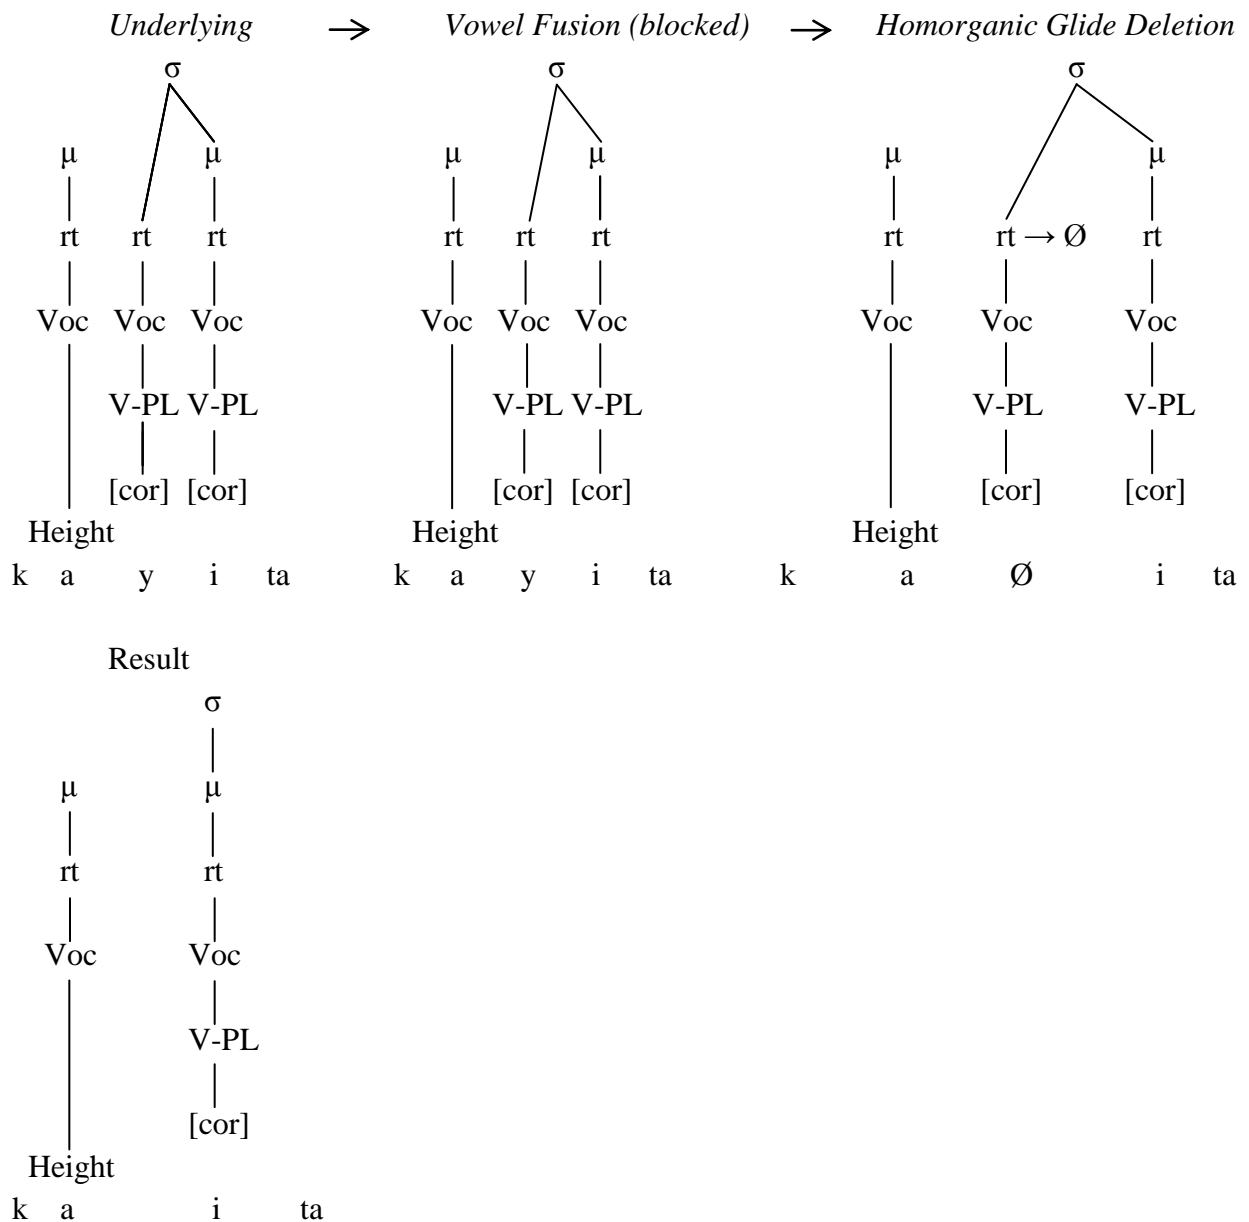 Underlying → Vowel Fusion (blocked) → Homorganic Glide Deletion
σ σ σ
μ μ μ μ μ μ
rt rt rt rt rt rt rt rt → Ø rt
Voc Voc Voc Voc Voc Voc Voc Voc Voc
V-PL V-PL V-PL V-PL V-PL V-PL
[cor] [cor] [cor] [cor] [cor] [cor]
Height Height Height
k a y i ta k a y i ta k a Ø i ta
Result
σ
μ μ
rt rt
Voc Voc
V-PL
[cor]
Height
k a i ta